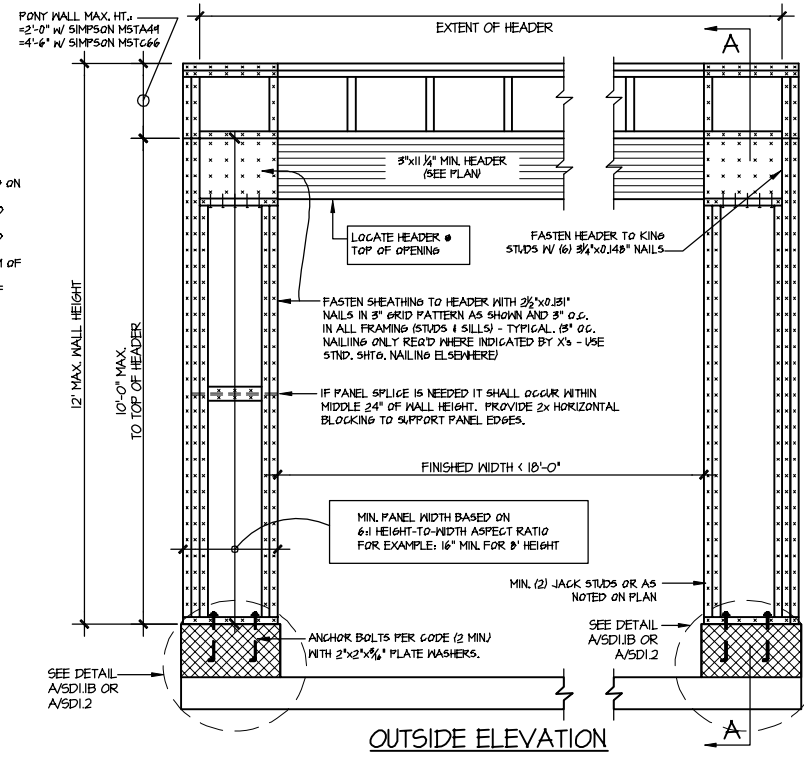 PONY WALL MAX. HT.:
=2'-0" W/ SIMPSON MSTA49
=4'-6" W/ SIMPSON MSTC66
EXTENT OF HEADER
A
ON
OF
3"x11 1/4" MIN. HEADER
(SEE PLAN)
LOCATE HEADER @
TOP OF OPENING
FASTEN HEADER TO KING
STUDS W/ (6) 3 1/4"x0.148" NAILS
12' MAX. WALL HEIGHT
10'-0" MAX.
TO TOP OF HEADER
FASTEN SHEATHING TO HEADER WITH 2 1/2"x0.131"
NAILS IN 3" GRID PATTERN AS SHOWN AND 3" O.C.
IN ALL FRAMING (STUDS & SILLS) - TYPICAL. (3" OC.
NAILING ONLY REQ'D WHERE INDICATED BY X's - USE
STND. SHTG. NAILING ELSEWHERE)
IF PANEL SPLICE IS NEEDED IT SHALL OCCUR WITHIN
MIDDLE 24" OF WALL HEIGHT. PROVIDE 2x HORIZONTAL
BLOCKING TO SUPPORT PANEL EDGES.
FINISHED WIDTH < 18'-0"
MIN. PANEL WIDTH BASED ON
6:1 HEIGHT-TO-WIDTH ASPECT RATIO
FOR EXAMPLE: 16" MIN. FOR 8' HEIGHT
MIN. (2) JACK STUDS OR AS
NOTED ON PLAN
ANCHOR BOLTS PER CODE (2 MIN.)
WITH 2"x2"x3/16" PLATE WASHERS.
SEE DETAIL
A/SD1.1B OR
A/SD1.2
SEE DETAIL
A/SD1.1B OR
A/SD1.2
OUTSIDE ELEVATION
A